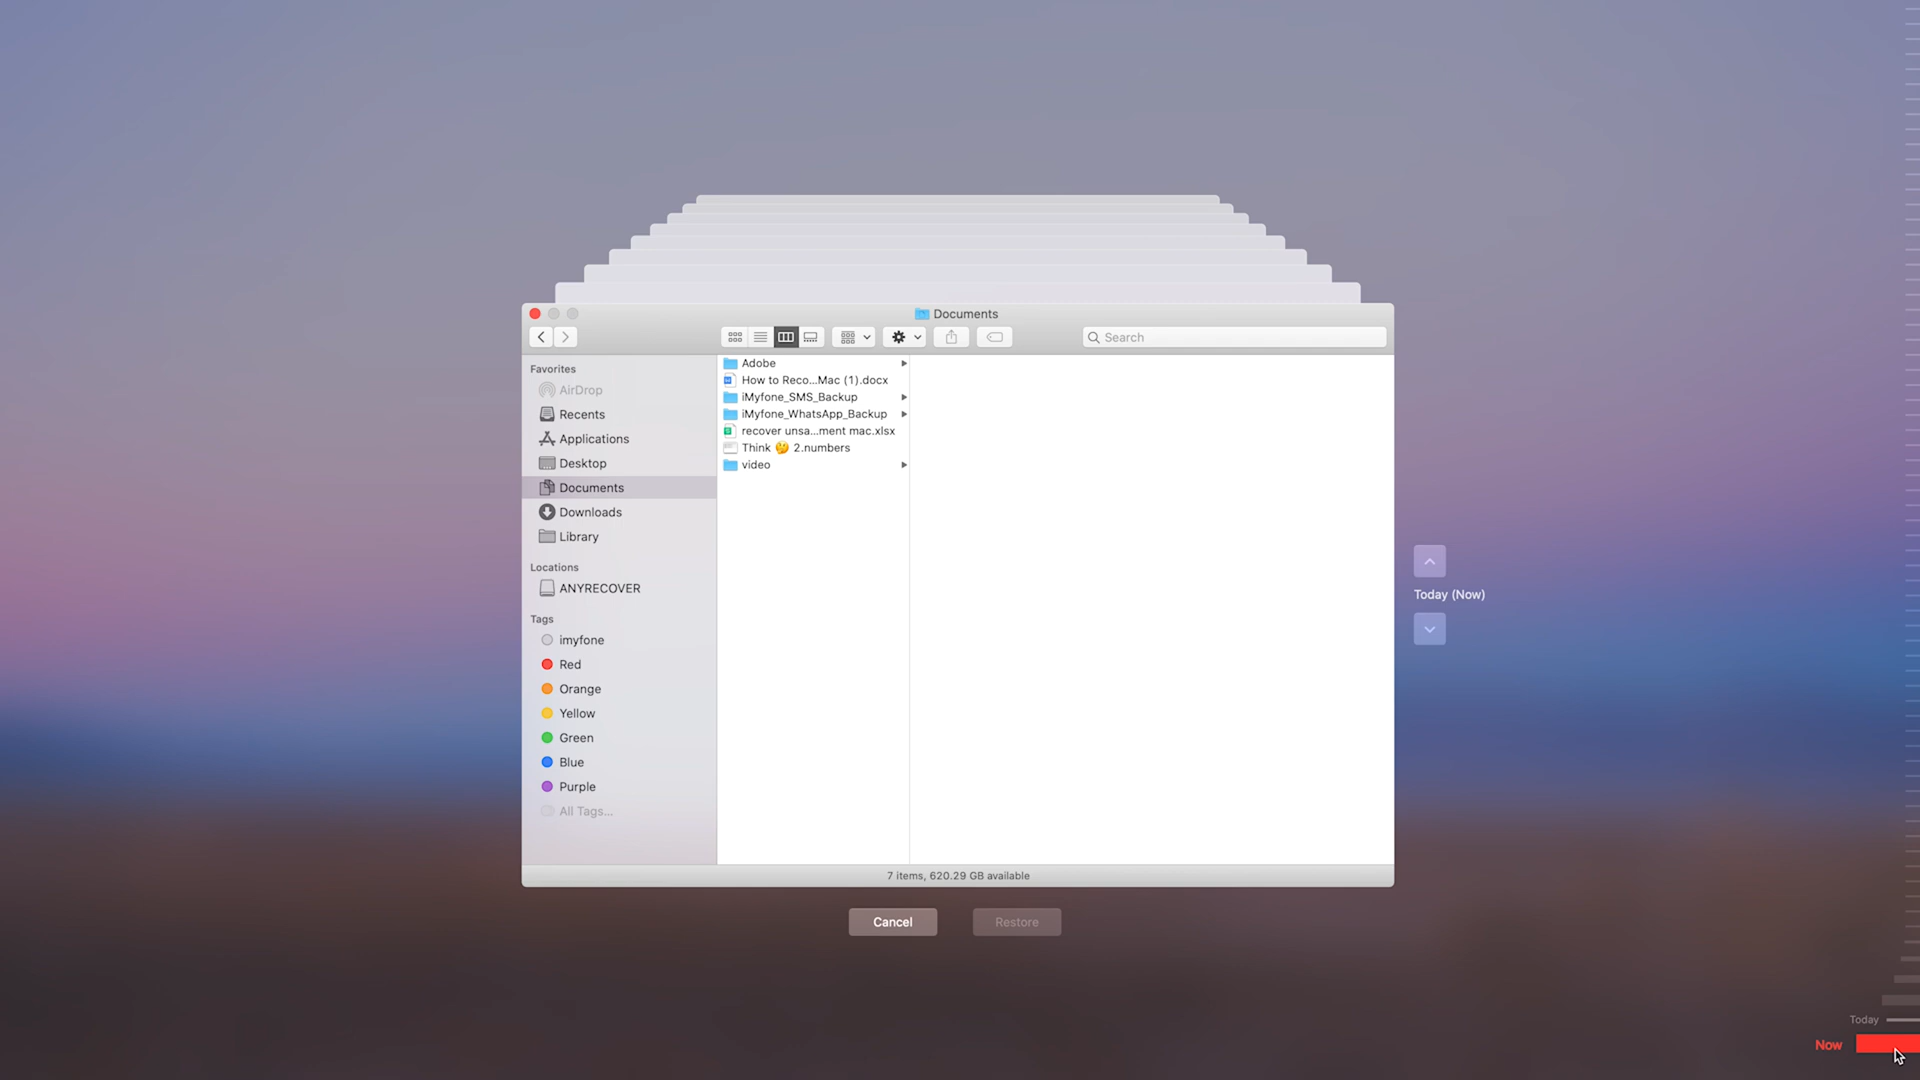 Documents
Search
Favorites
AirDrop
Recents
Applications
Desktop
Documents
Downloads
Library
Locations
ANYRECOVER
Tags
imyfone
Red
Orange
Yellow
Green
Blue
Purple
All Tags...
Adobe
How to Reco...Mac (1).docx
iMyfone_SMS_Backup
iMyfone_WhatsApp_Backup
recover unsa...ment mac.xlsx
Think 🤔 2.numbers
video
7 items, 620.29 GB available
Cancel
Restore
Today (Now)
Today
Now